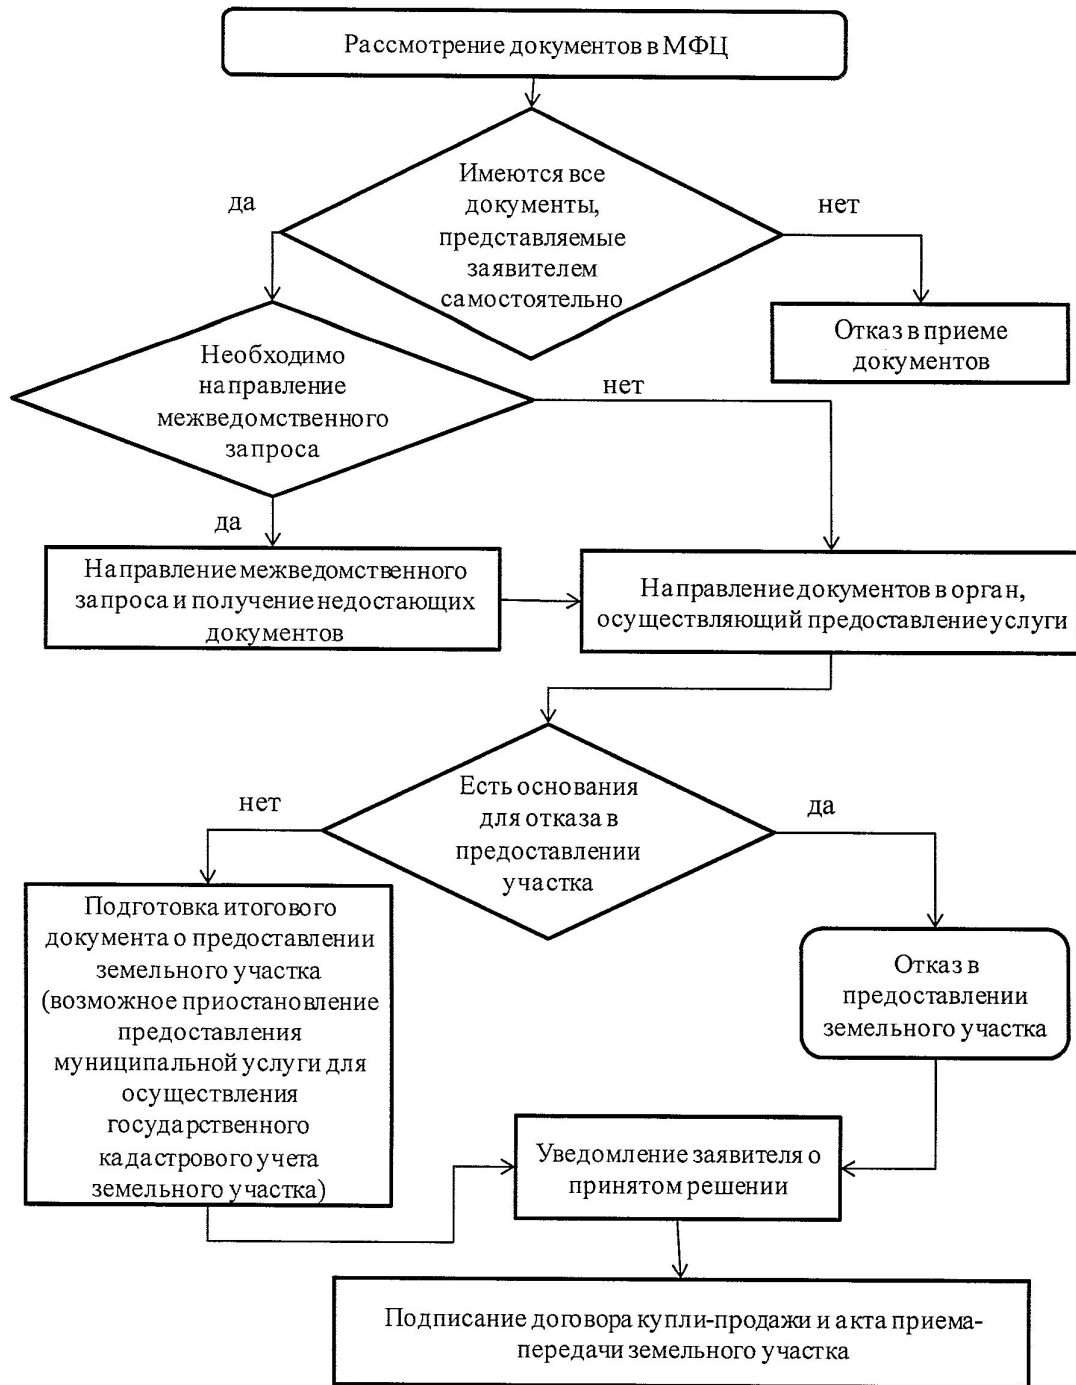 Рассмотрение документов в МФЦ
Имеются все
документы,
представляемые
заявителем
самостоятельно
да
нет
Отказ в приеме
документов
Необходимо
направление
межведомственного
запроса
нет
да
Направление межведомственного
запроса и получение недостающих
документов
Направление документов в орган,
осуществляющий предоставление услуги
Есть основания
для отказа в
предоставлении
участка
нет
да
Подготовка итогового
документа о предоставлении
земельного участка
(возможное приостановление
предоставления
муниципальной услуги для
осуществления
государственного
кадастрового учета
земельного участка)
Отказ в
предоставлении
земельного участка
Уведомление заявителя о
принятом решении
Подписание договора купли-продажи и акта приема-
передачи земельного участка